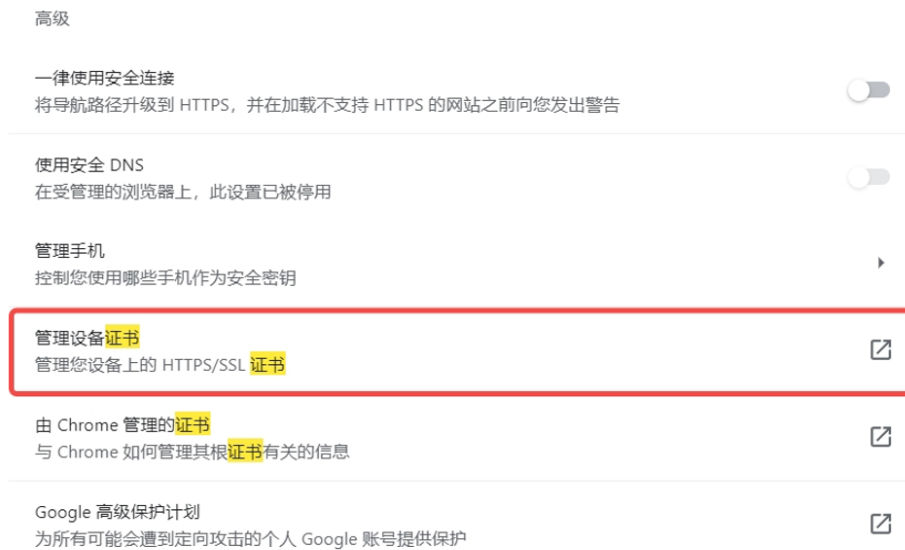 高级
一律使用安全连接
将导航路径升级到 HTTPS，并在加载不支持 HTTPS 的网站之前向您发出警告
使用安全 DNS
在受管理的浏览器上，此设置已被停用
管理手机
控制您使用哪些手机作为安全密钥
管理设备证书
管理您设备上的 HTTPS/SSL 证书
由 Chrome 管理的证书
与 Chrome 如何管理其根证书有关的信息
Google 高级保护计划
为所有可能会遭到定向攻击的个人 Google 账号提供保护